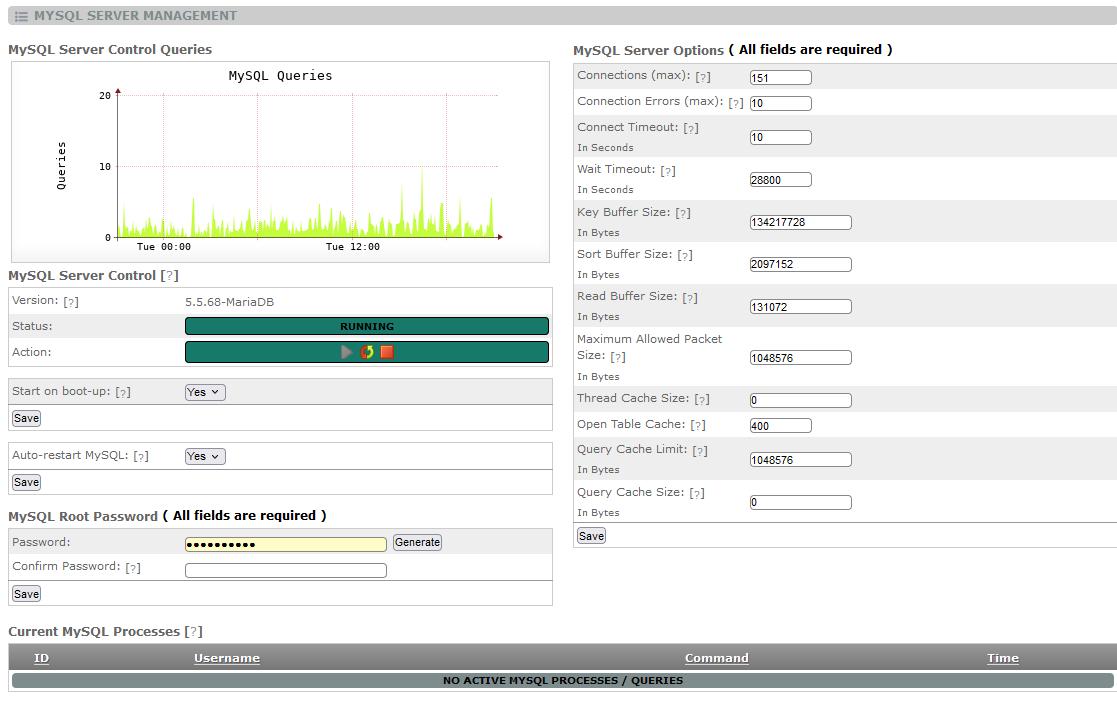 MYSQL SERVER MANAGEMENT
MySQL Server Control Queries
MySQL Queries
Queries
20
10
0
Tue 00:00
Tue 12:00
MySQL Server Control [?]
Version: [?]
5.5.68-MariaDB
Status:
RUNNING
Action:
Start on boot-up: [?]
Yes
Save
Auto-restart MySQL: [?]
Yes
Save
MySQL Root Password ( All fields are required )
Password:
••••••••••
Generate
Confirm Password: [?]
Save
MySQL Server Options ( All fields are required )
Connections (max): [?]
151
Connection Errors (max): [?]
10
Connect Timeout: [?]
In Seconds
10
Wait Timeout: [?]
In Seconds
28800
Key Buffer Size: [?]
In Bytes
134217728
Sort Buffer Size: [?]
In Bytes
2097152
Read Buffer Size: [?]
In Bytes
131072
Maximum Allowed Packet
Size: [?]
In Bytes
1048576
Thread Cache Size: [?]
0
Open Table Cache: [?]
400
Query Cache Limit: [?]
In Bytes
1048576
Query Cache Size: [?]
In Bytes
0
Save
Current MySQL Processes [?]
ID Username Command Time
NO ACTIVE MYSQL PROCESSES / QUERIES